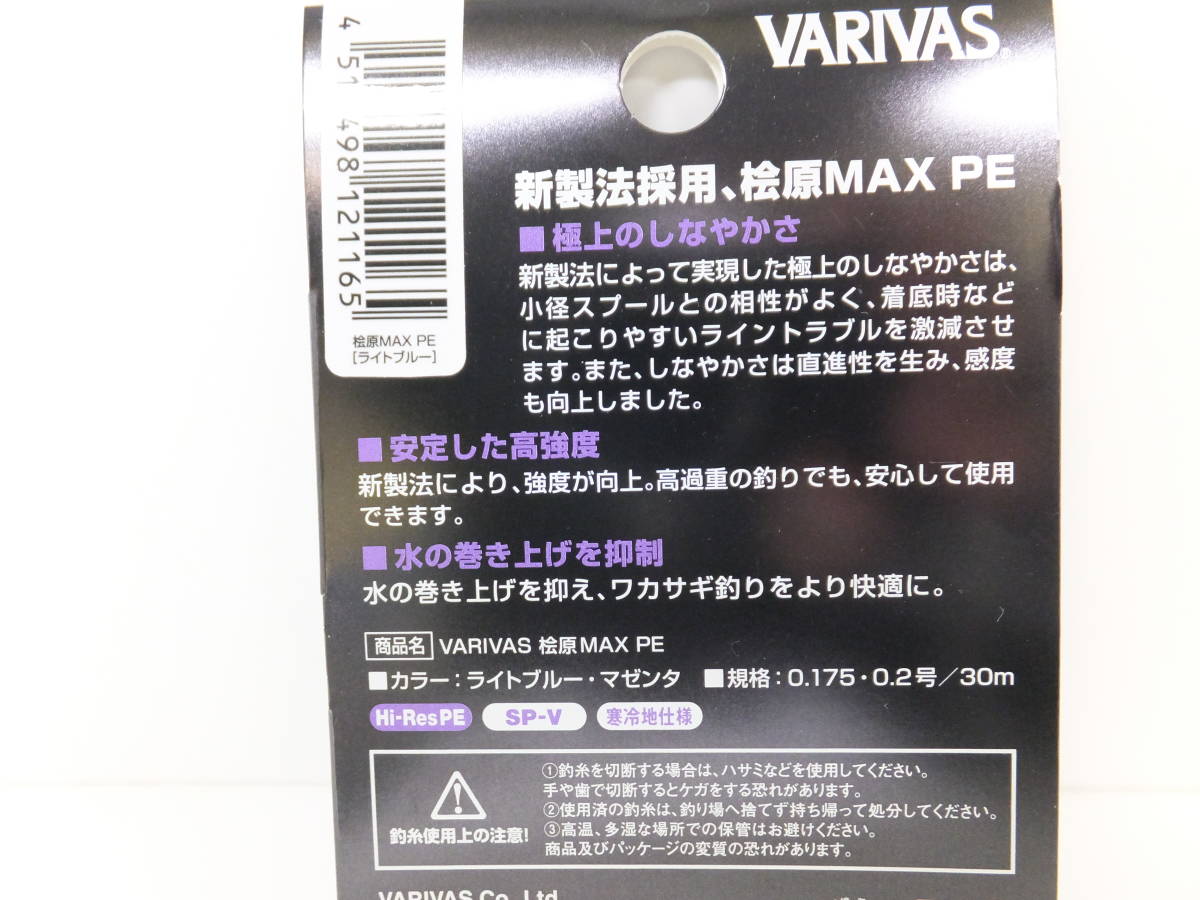 VARIVAS®
4 51 498 121165
桧原MAX PE
[ライトブルー]
新製法採用、桧原MAX PE
■極上のしなやかさ
新製法によって実現した極上のしなやかさは、
小径スプールとの相性がよく、着底時など
に起こりやすいライントラブルを激減させ
ます。また、しなやかさは直進性を生み、感度
も向上しました。
■安定した高強度
新製法により、強度が向上。高過重の釣りでも、安心して使用
できます。
■水の巻き上げを抑制
水の巻き上げを抑え、ワカサギ釣りをより快適に。
商品名 VARIVAS 桧原MAX PE
■カラー：ライトブルー・マゼンタ ■規格：0.175・0.2号／30m
Hi-ResPE SP-V 寒冷地仕様
釣糸使用上の注意!
①釣糸を切断する場合は、ハサミなどを使用してください。
手や歯で切断するとケガをする恐れがあります。
②使用済の釣糸は、釣り場へ捨てず持ち帰って処分してください。
③高温、多湿な場所での保管はお避けください。
商品及びパッケージの変質の恐れがあります。
VARIVAS Co., Ltd.